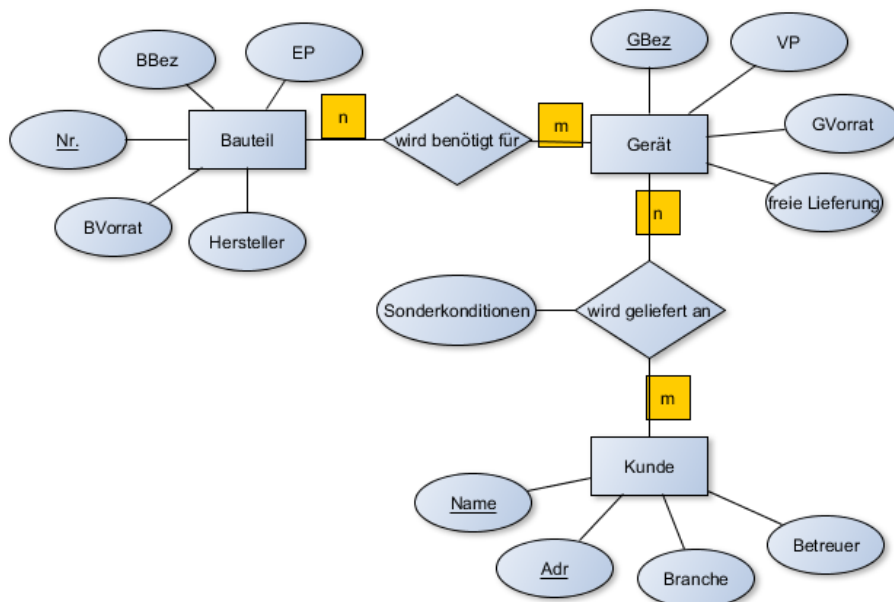 GBez
VP
BBez
EP
n
m
Nr.
Bauteil
wird benötigt für
Gerät
GVorrat
BVorrat
Hersteller
n
freie Lieferung
Sonderkonditionen
wird geliefert an
m
Kunde
Name
Adr
Branche
Betreuer